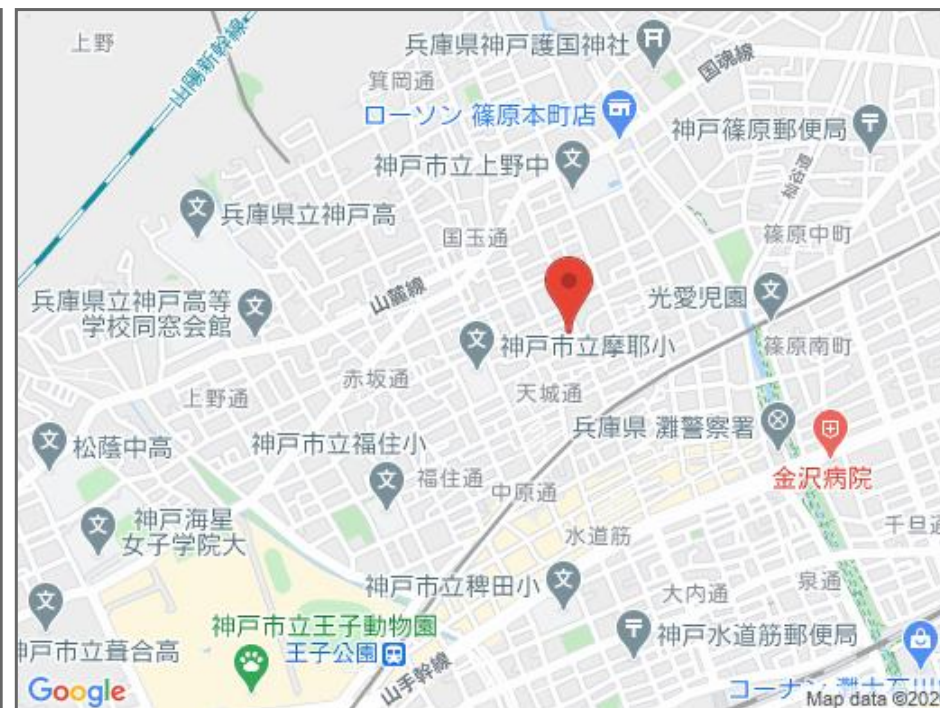 上野
山陽新幹線
兵庫県神戸護国神社
国魂線
箕岡通
ローソン 篠原本町店
神戸篠原郵便局
神戸市立上野中
兵庫県立神戸高
国玉通
篠原中町
山麓線
光愛児園
兵庫県立神戸高等
学校同窓会館
神戸市立摩耶小
篠原南町
赤坂通
天城通
上野通
兵庫県 灘警察署
松蔭中高
神戸市立福住小
金沢病院
福住通
中原通
神戸海星
女子学院大
水道筋
千旦通
神戸市立稗田小
大内通
泉通
神戸市立王子動物園
王子公園
神戸水道筋郵便局
戸市立葺合高
山手幹線
Google
コーナン
Map data ©202